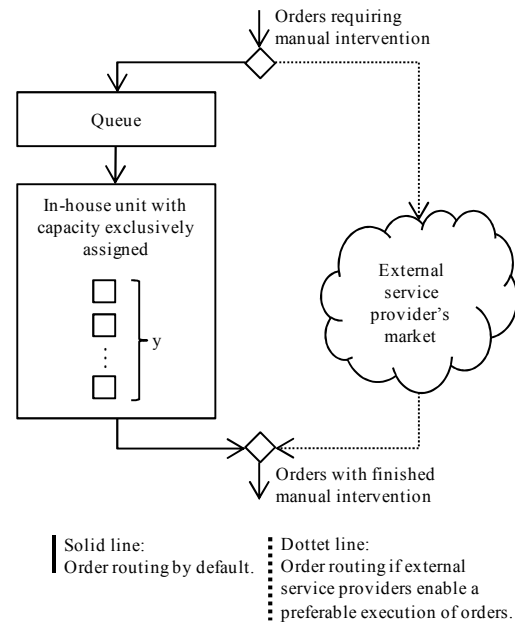 Orders requiring
manual intervention
Queue
In-house unit with
capacity exclusively
assigned
y
External
service
provider's
market
Orders with finished
manual intervention
Solid line:
Order routing by default.
Dottet line:
Order routing if external
service providers enable a
preferable execution of orders.